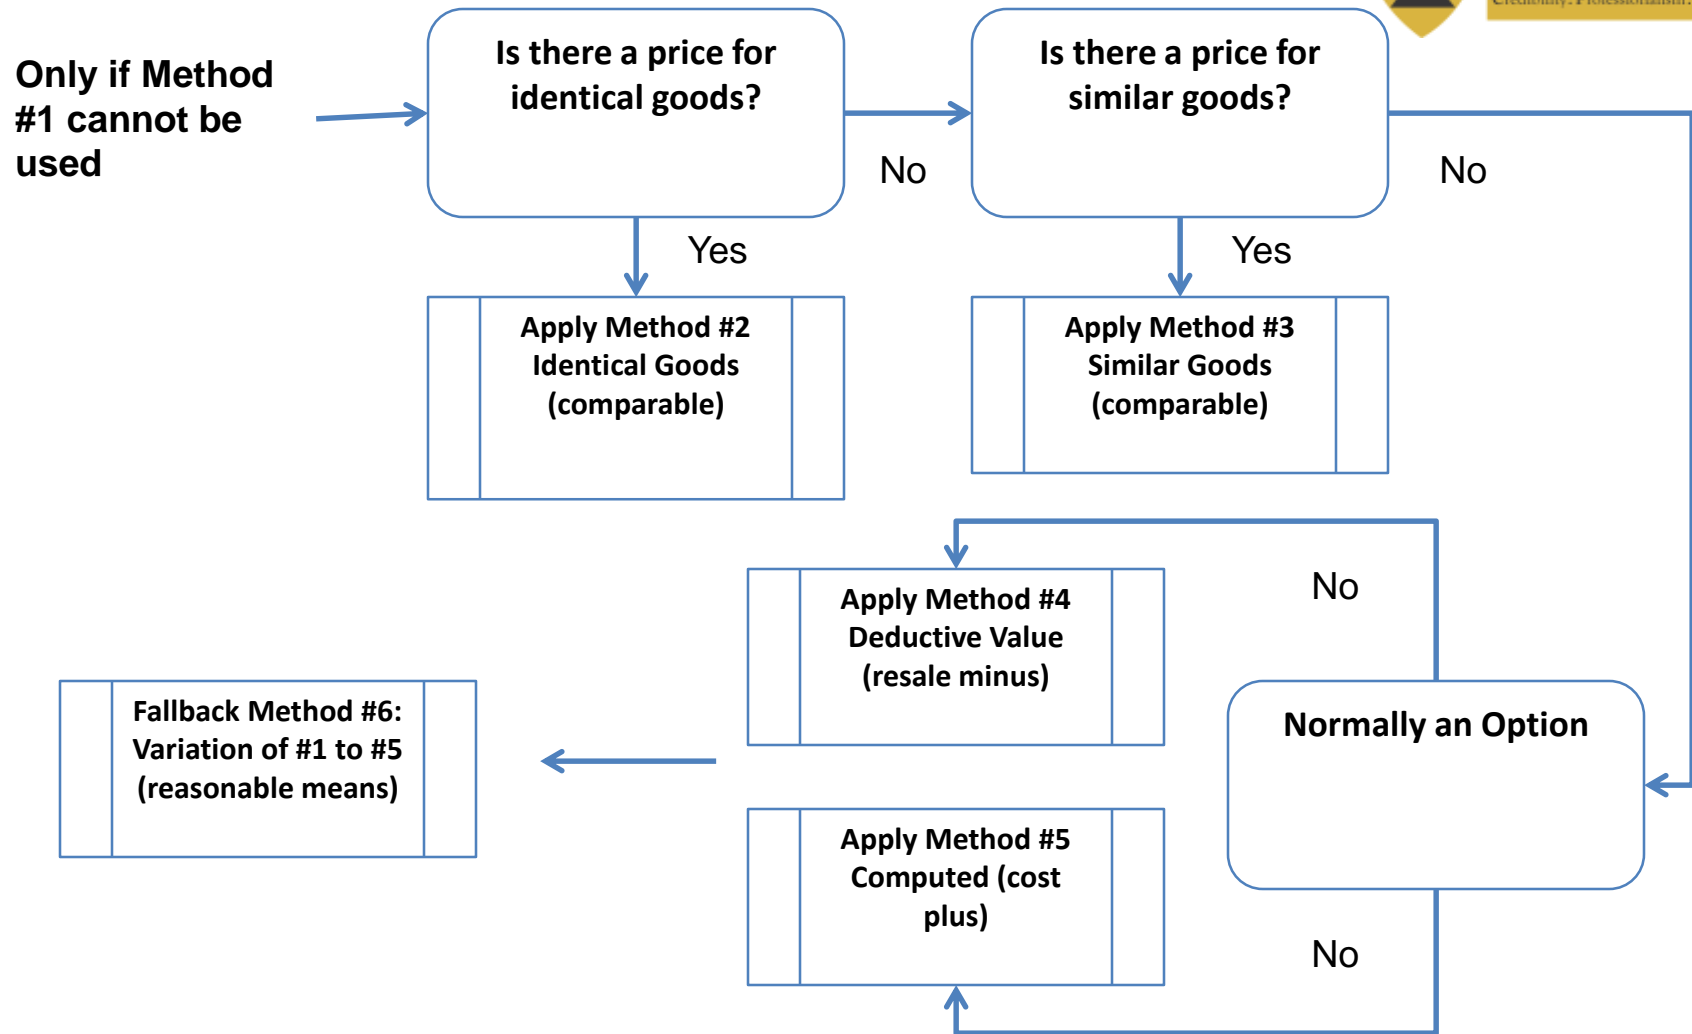 Credibility. Professionalism.
Only if Method
#1 cannot be
used
Is there a price for
identical goods?
No
Is there a price for
similar goods?
No
Yes
Yes
Apply Method #2
Identical Goods
(comparable)
Apply Method #3
Similar Goods
(comparable)
No
Apply Method #4
Deductive Value
(resale minus)
Fallback Method #6:
Variation of #1 to #5
(reasonable means)
Normally an Option
Apply Method #5
Computed (cost
plus)
No